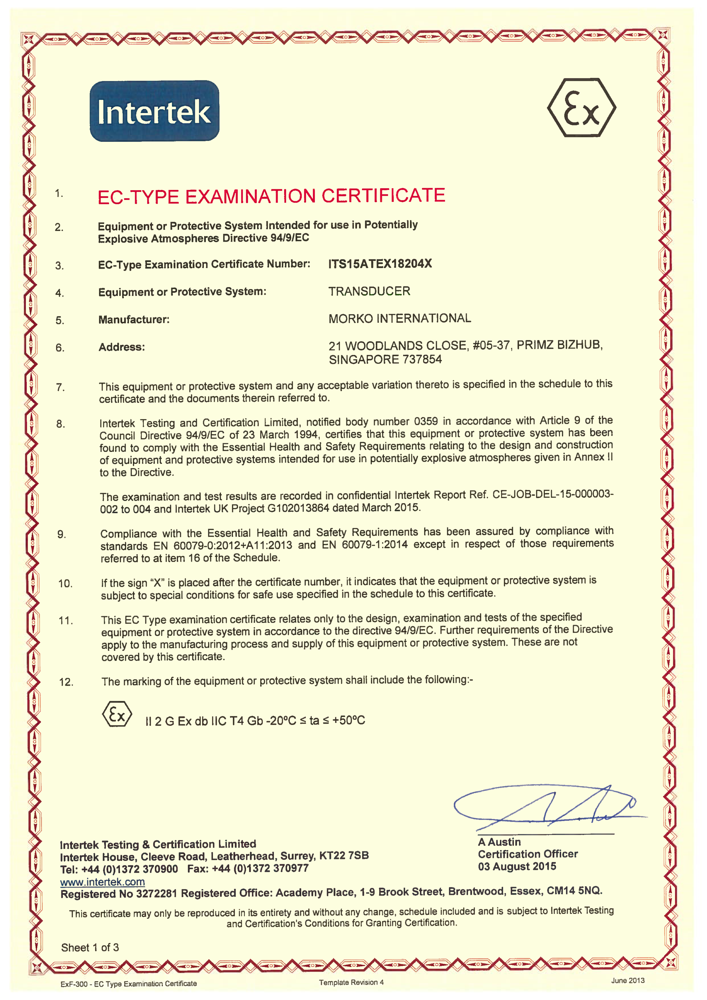 Intertek
Ex
1. EC-TYPE EXAMINATION CERTIFICATE
2. Equipment or Protective System Intended for use in Potentially
Explosive Atmospheres Directive 94/9/EC
3. EC-Type Examination Certificate Number: ITS15ATEX18204X
4. Equipment or Protective System: TRANSDUCER
5. Manufacturer: MORKO INTERNATIONAL
6. Address: 21 WOODLANDS CLOSE, #05-37, PRIMZ BIZHUB,
SINGAPORE 737854
7. This equipment or protective system and any acceptable variation thereto is specified in the schedule to this
certificate and the documents therein referred to.
8. Intertek Testing and Certification Limited, notified body number 0359 in accordance with Article 9 of the
Council Directive 94/9/EC of 23 March 1994, certifies that this equipment or protective system has been
found to comply with the Essential Health and Safety Requirements relating to the design and construction
of equipment and protective systems intended for use in potentially explosive atmospheres given in Annex II
to the Directive.
The examination and test results are recorded in confidential Intertek Report Ref. CE-JOB-DEL-15-000003-
002 to 004 and Intertek UK Project G102013864 dated March 2015.
9. Compliance with the Essential Health and Safety Requirements has been assured by compliance with
standards EN 60079-0:2012+A11:2013 and EN 60079-1:2014 except in respect of those requirements
referred to at item 16 of the Schedule.
10. If the sign “X” is placed after the certificate number, it indicates that the equipment or protective system is
subject to special conditions for safe use specified in the schedule to this certificate.
11. This EC Type examination certificate relates only to the design, examination and tests of the specified
equipment or protective system in accordance to the directive 94/9/EC. Further requirements of the Directive
apply to the manufacturing process and supply of this equipment or protective system. These are not
covered by this certificate.
12. The marking of the equipment or protective system shall include the following:-
Ex II 2 G Ex db IIC T4 Gb -20ºC ≤ ta ≤ +50ºC
Intertek Testing & Certification Limited
Intertek House, Cleeve Road, Leatherhead, Surrey, KT22 7SB
Tel: +44 (0)1372 370900 Fax: +44 (0)1372 370977
www.intertek.com
A Austin
Certification Officer
03 August 2015
Registered No 3272281 Registered Office: Academy Place, 1-9 Brook Street, Brentwood, Essex, CM14 5NQ.
This certificate may only be reproduced in its entirety and without any change, schedule included and is subject to Intertek Testing
and Certification's Conditions for Granting Certification.
Sheet 1 of 3
ExF-300 - EC Type Examination Certificate Template Revision 4 June 2013